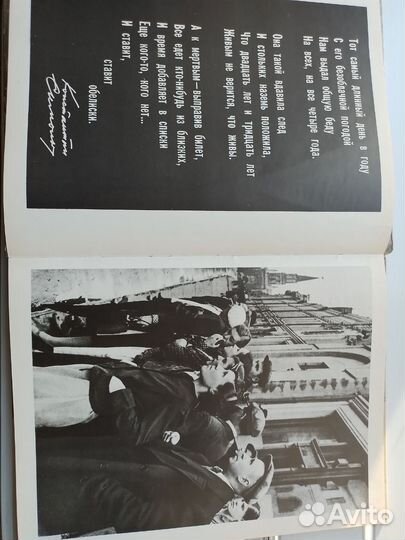 Тот самый длинный день в году
С его безоблачной погодой
Нам выдал общую беду
На всех, на все четыре года.
Она такой вдавила след
И стольких наземь положила,
Что двадцать лет и тридцать лет
Живым не верится, что живы.
А к мертвым—выправив билет,
Все едет кто-нибудь из близких,
И время добавляет в списки
Еще кого-то, кого нет...
И ставит,
ставит
обелиски.
Константин
Симонов
Avito